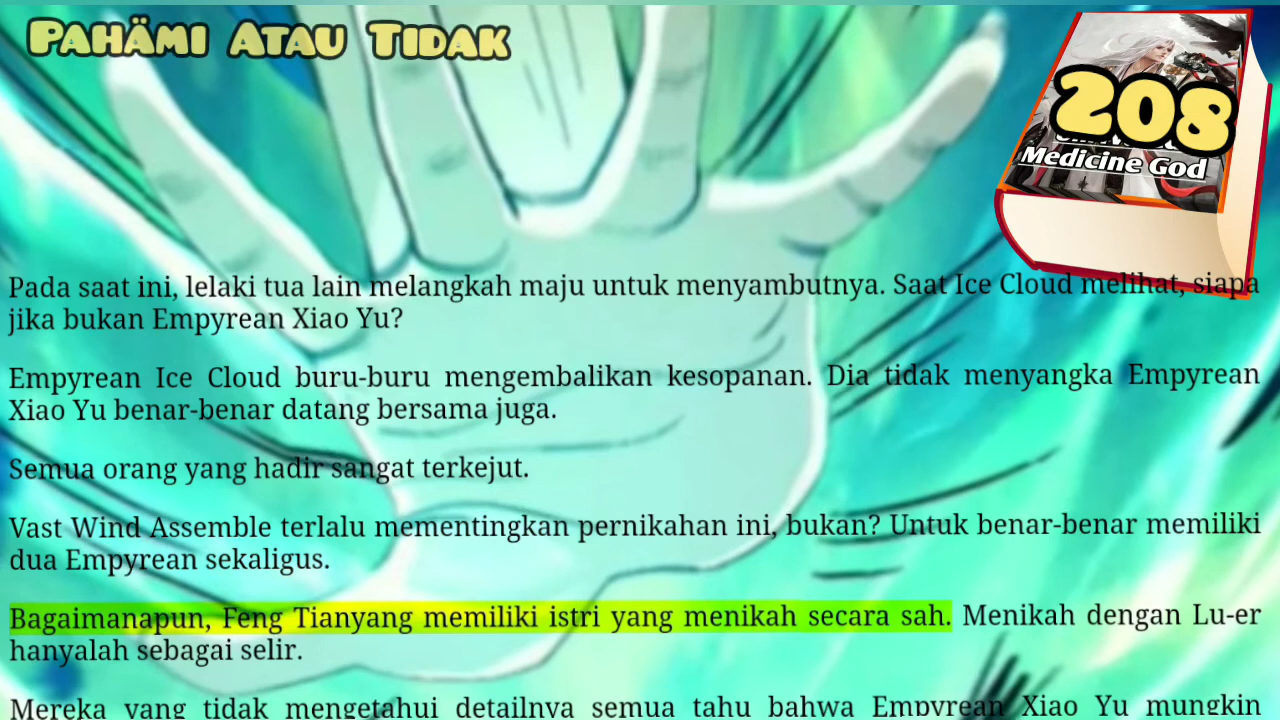 Pahämi Atau Tidak
208
Medicine God
Pada saat ini, lelaki tua lain melangkah maju untuk menyambutnya. Saat Ice Cloud melihat, siapa
jika bukan Empyrean Xiao Yu?
Empyrean Ice Cloud buru-buru mengembalikan kesopanan. Dia tidak menyangka Empyrean
Xiao Yu benar-benar datang bersama juga.
Semua orang yang hadir sangat terkejut.
Vast Wind Assemble terlalu mementingkan pernikahan ini, bukan? Untuk benar-benar memiliki
dua Empyrean sekaligus.
Bagaimanapun, Feng Tianyang memiliki istri yang menikah secara sah. Menikah dengan Lu-er
hanyalah sebagai selir.
Mereka yang tidak mengetahui detailnya semua tahu bahwa Empyrean Xiao Yu mungkin